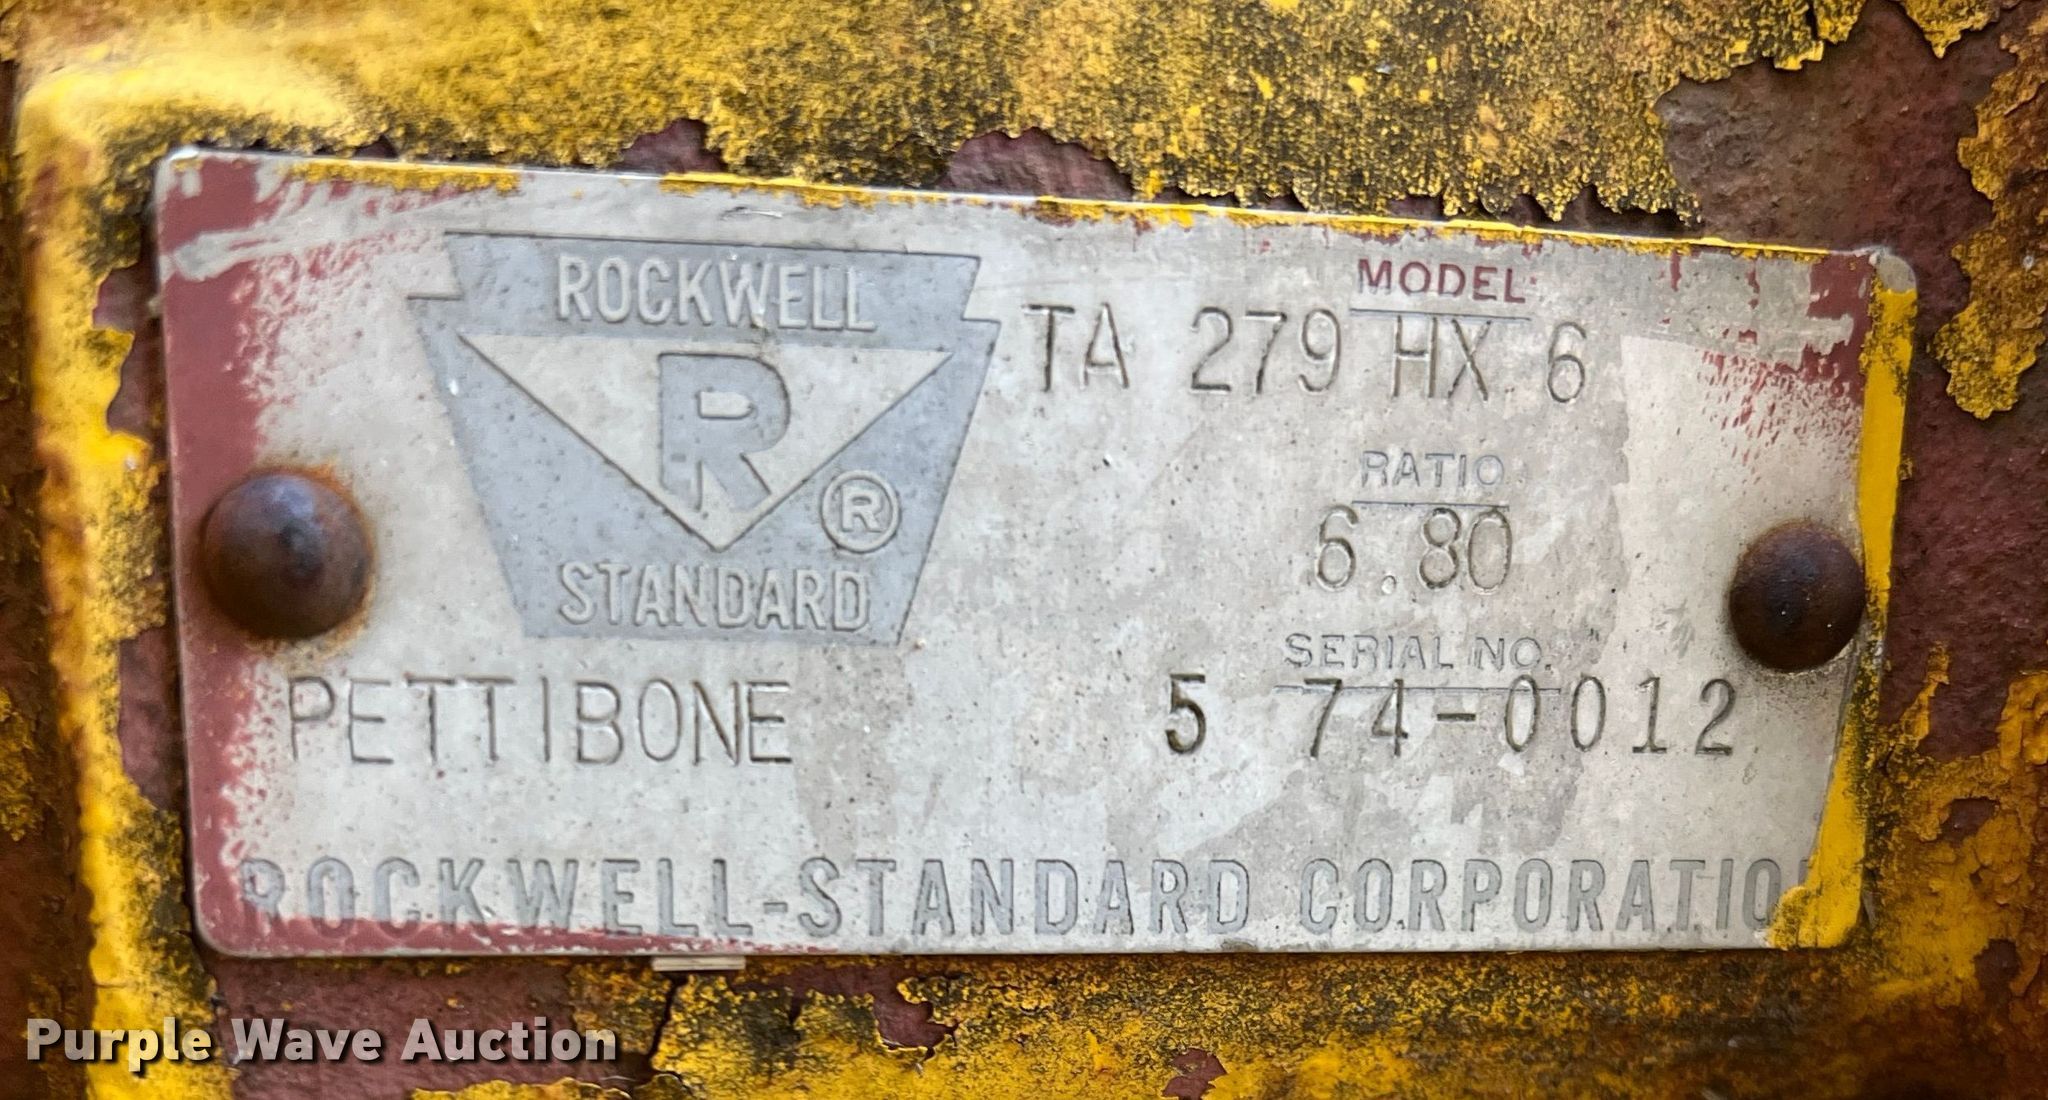 ROCKWELL
R
®
STANDARD
MODEL
TA 279 HX 6
RATIO
6.80
SERIAL NO.
PETTIBONE 5 74-0012
ROCKWELL-STANDARD CORPORATION
Purple Wave Auction